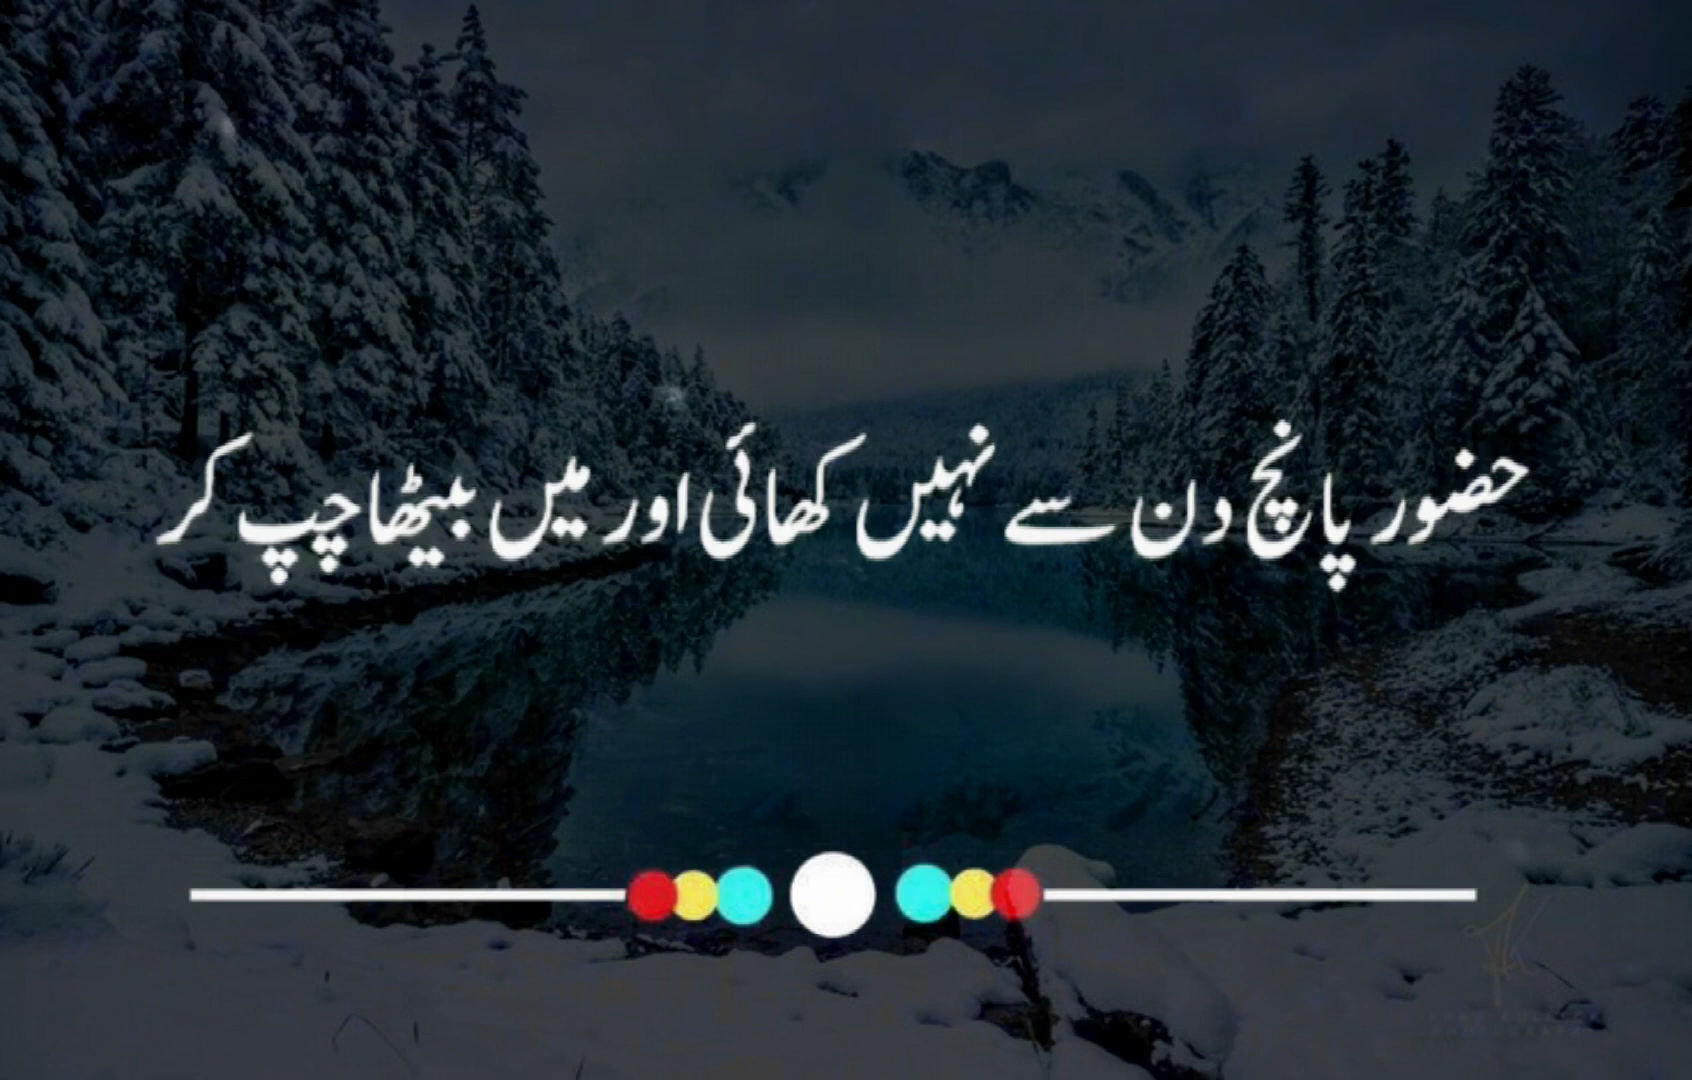 حضور پانچ دن سے نہیں کھائی اور میں بیٹھا چپ کر